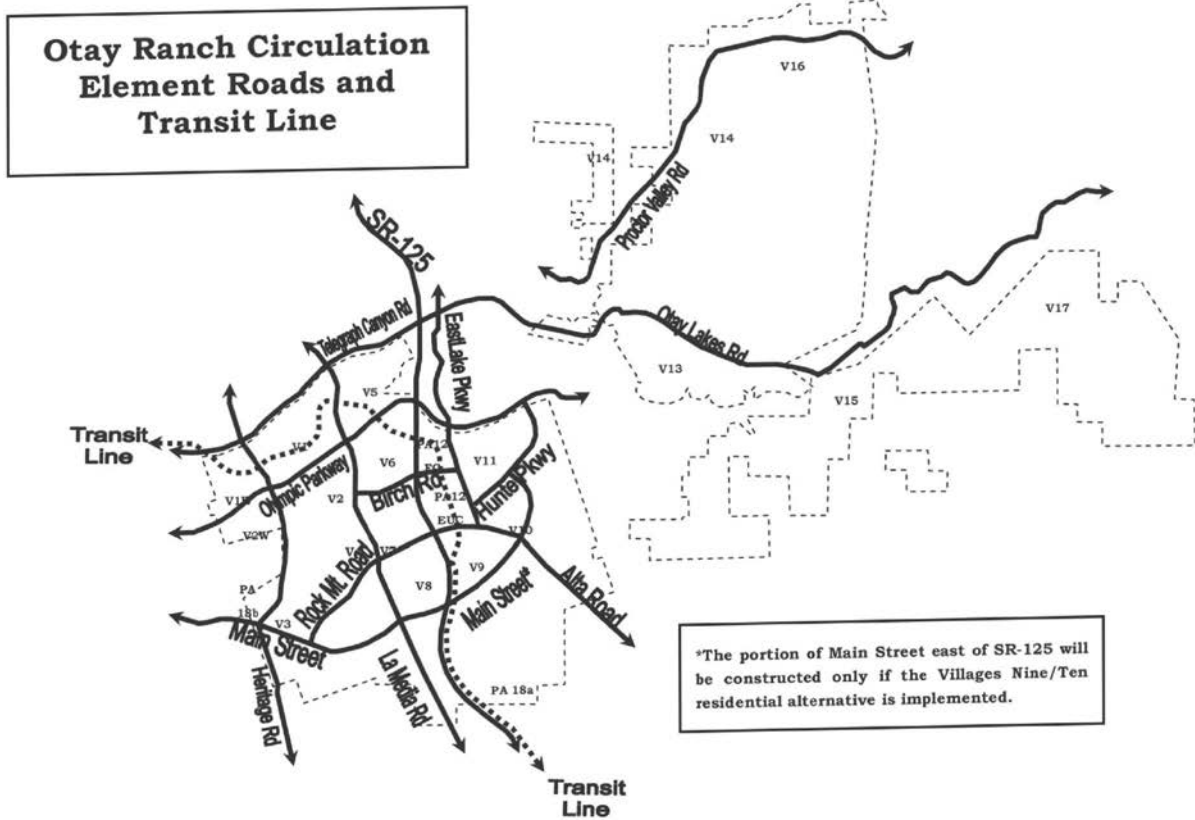 Otay Ranch Circulation
Element Roads and
Transit Line
V16
V14
V14
Proctor Valley Rd
SR-125
Telegraph Canyon Rd
EastLake Pkwy
Otay Lakes Rd
V17
V13
V15
V5
Transit
Line
V1
PA12
V6
V11
Olympic Parkway
Birch Rd
Hunte Pkwy
V2
PA12
V2W
EUC
V10
V7
Rock Mt. Road
V8
V9
Main Street*
Alta Road
PA
18b
V3
Main Street
Heritage Rd
La Media Rd
PA 18a
Transit
Line
*The portion of Main Street east of SR-125 will
be constructed only if the Villages Nine/Ten
residential alternative is implemented.